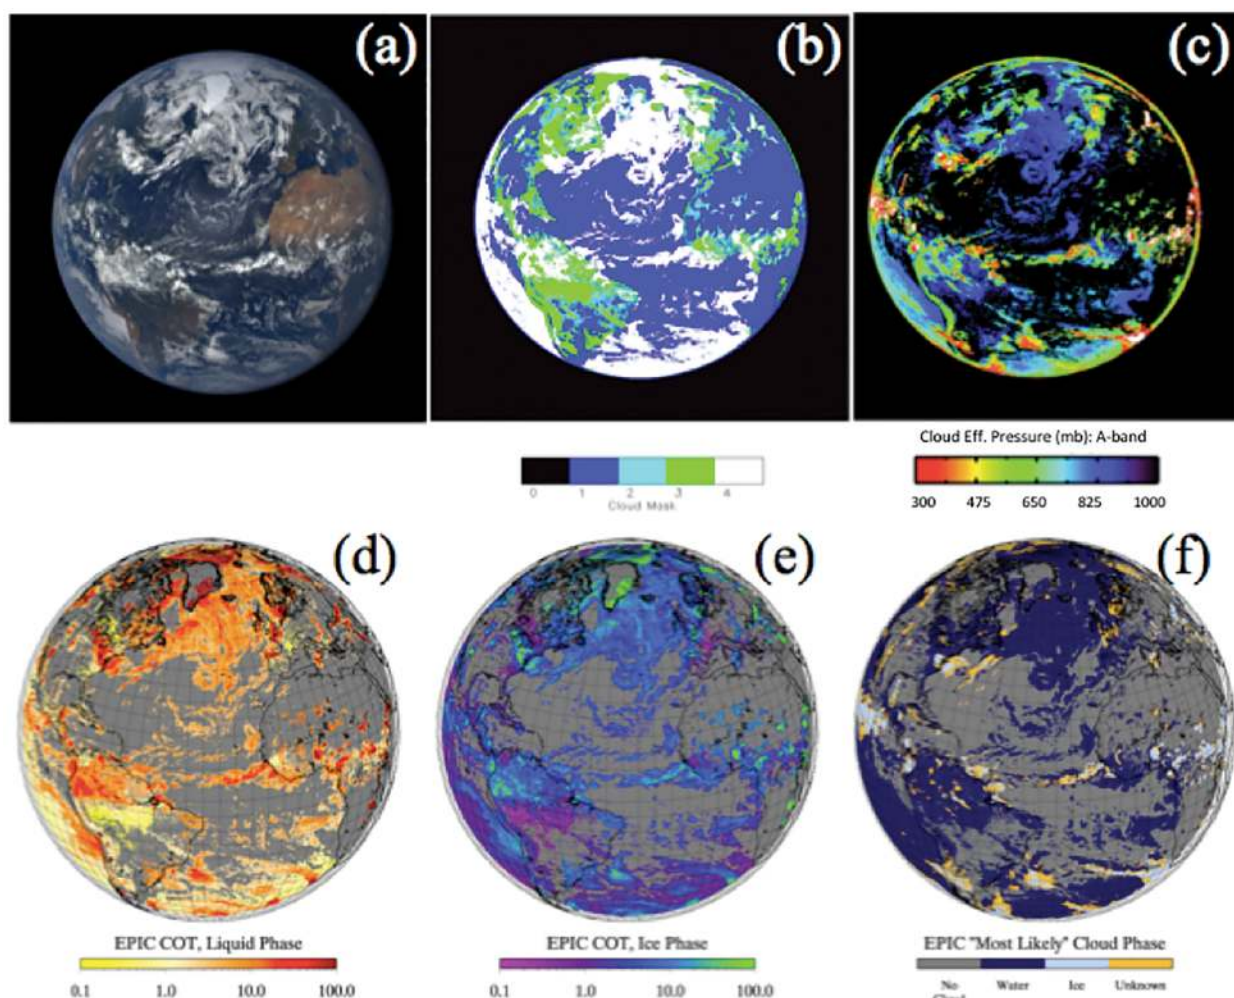 (a)
(b)
(c)
0 1 2 3 4
Cloud Mask
Cloud Eff. Pressure (mb): A-band
300 475 650 825 1000
(d)
(e)
(f)
EPIC COT, Liquid Phase
0.1 1.0 10.0 100.0
EPIC COT, Ice Phase
0.1 1.0 10.0 100.0
EPIC "Most Likely" Cloud Phase
No Water Ice Unknown
Cloud